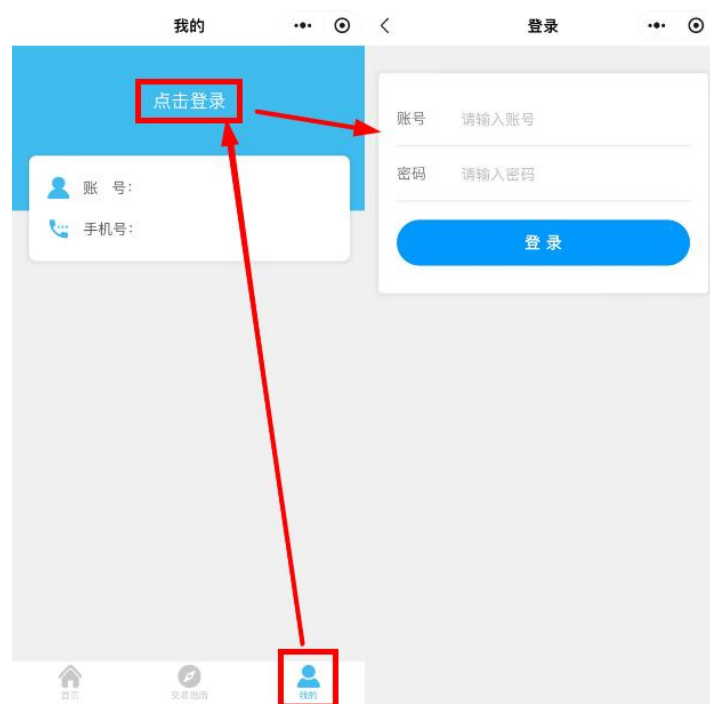 我的
点击登录
账 号：
手机号：
首页
交易指南
我的
登录
账号 请输入账号
密码 请输入密码
登 录